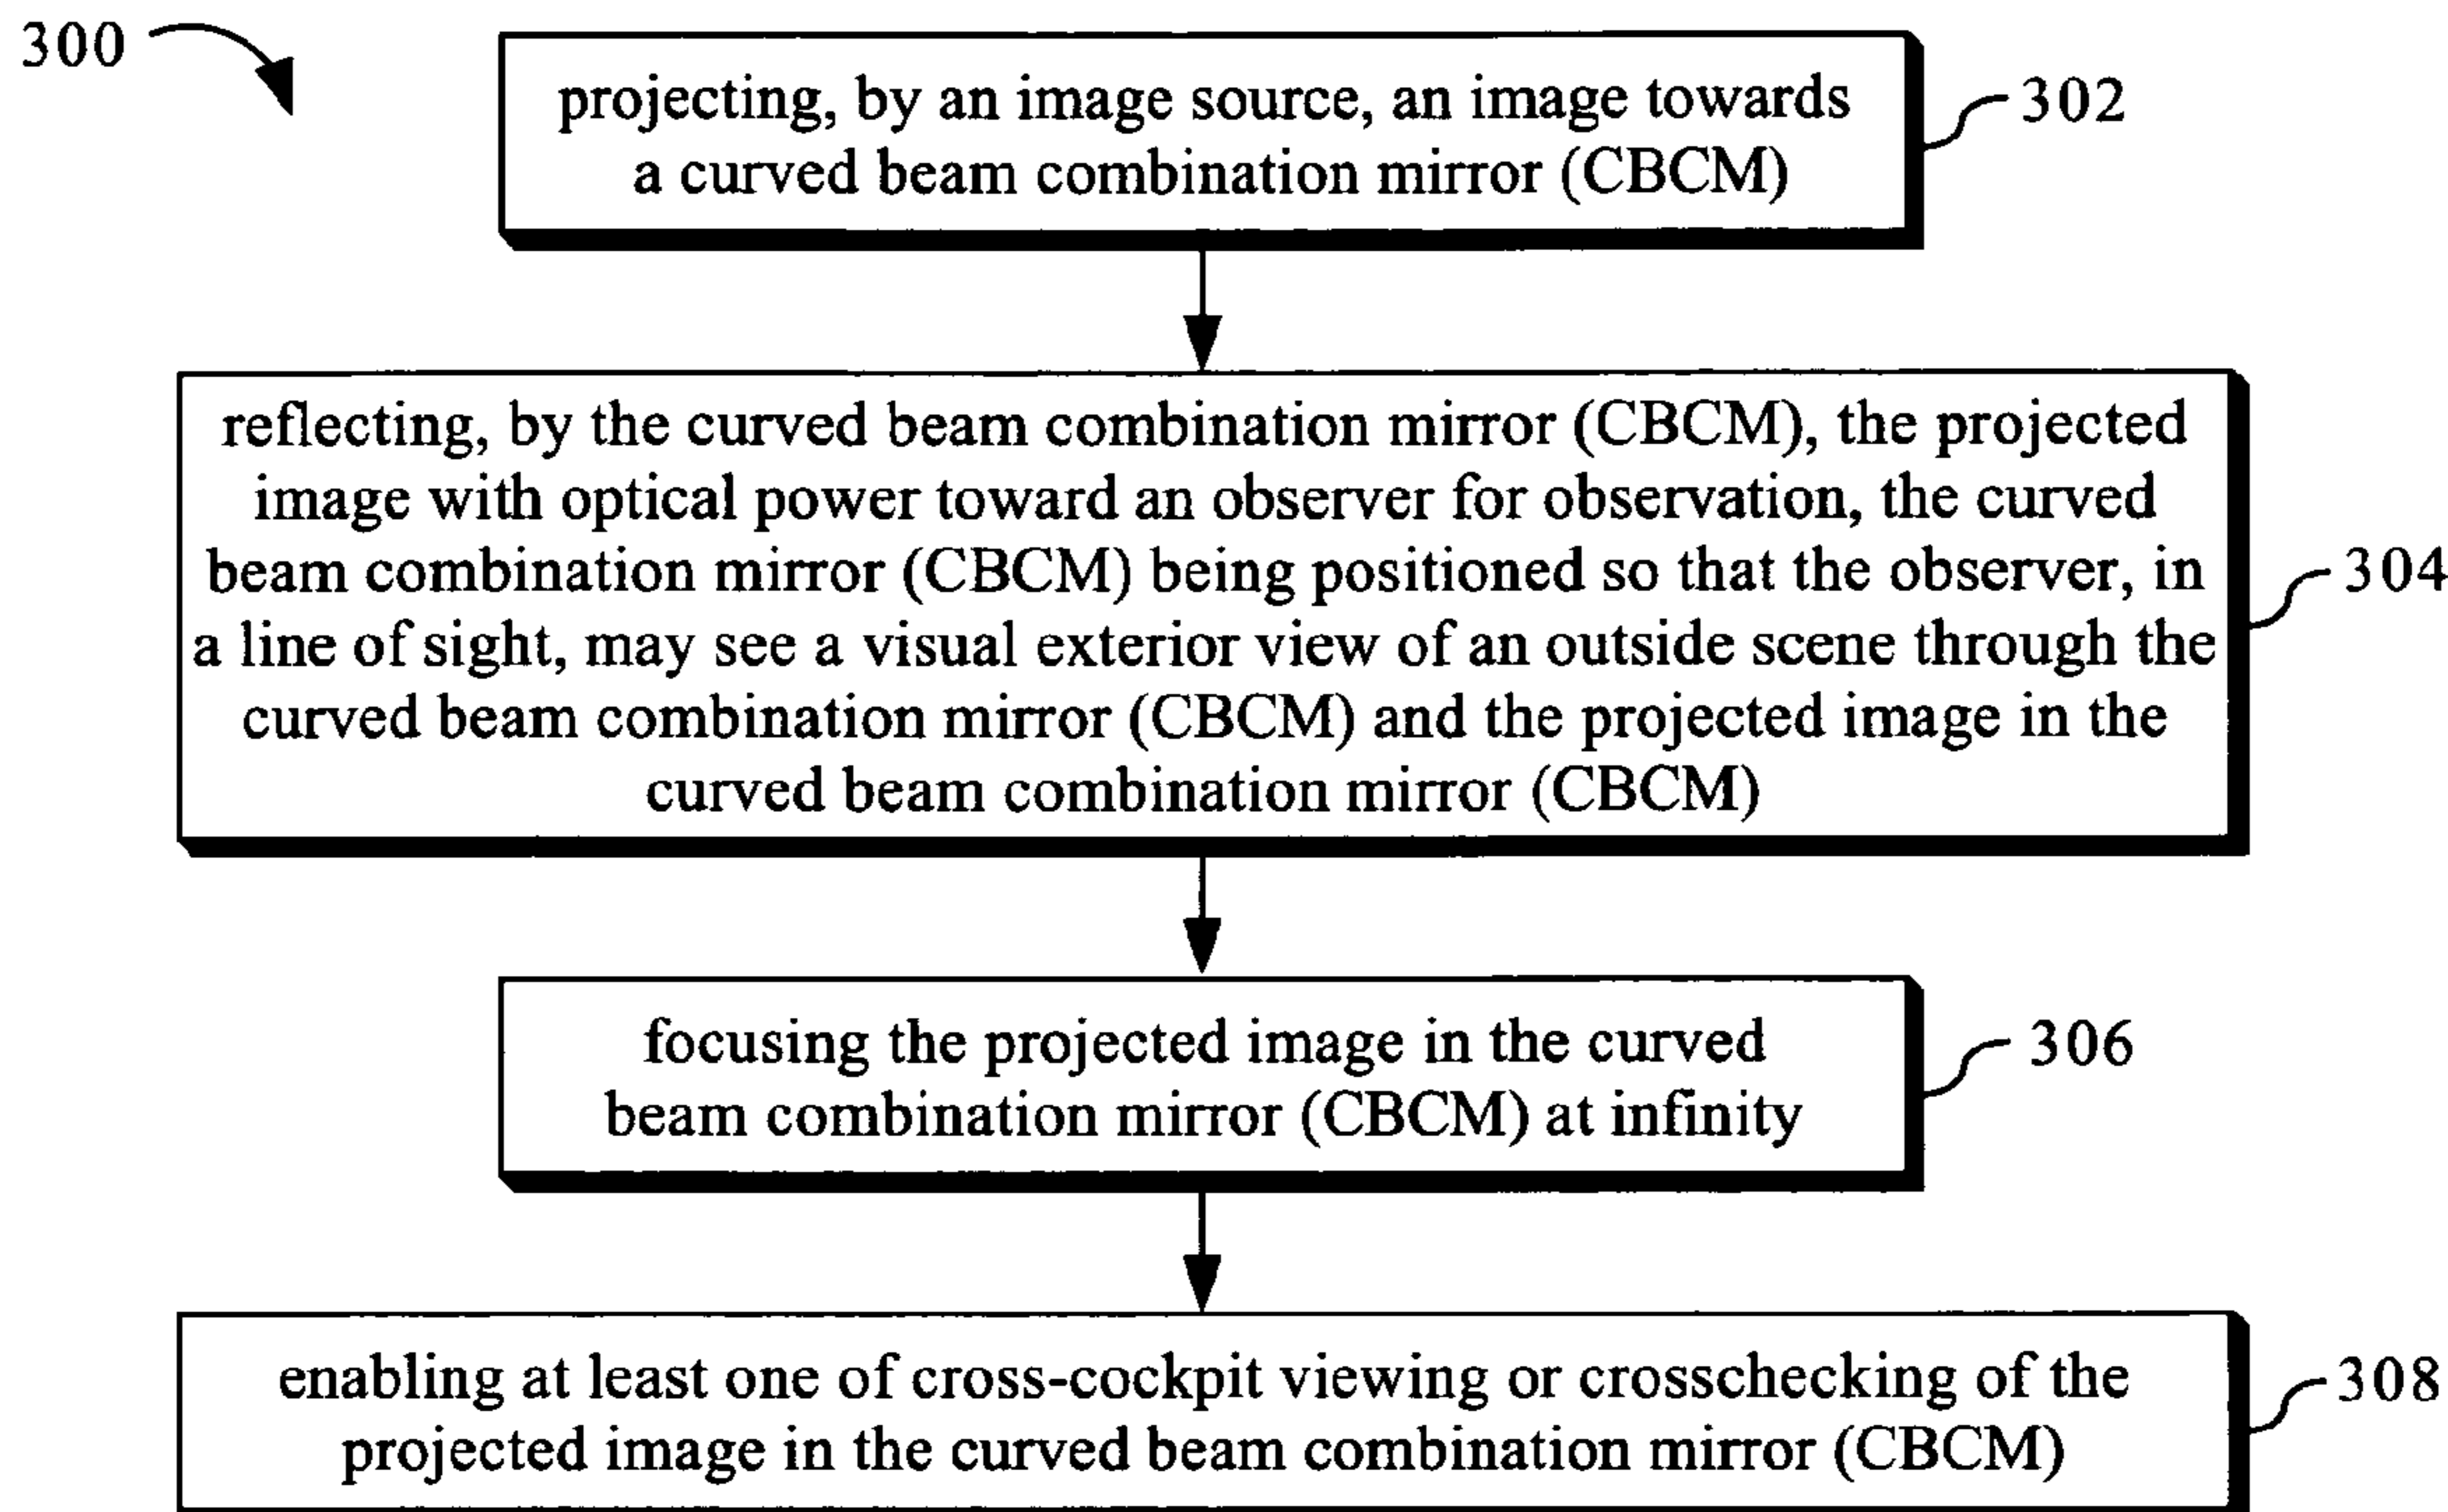 300
projecting, by an image source, an image towards
a curved beam combination mirror (CBCM)
302
reflecting, by the curved beam combination mirror (CBCM), the projected
image with optical power toward an observer for observation, the curved
beam combination mirror (CBCM) being positioned so that the observer, in
a line of sight, may see a visual exterior view of an outside scene through the
curved beam combination mirror (CBCM) and the projected image in the
curved beam combination mirror (CBCM)
304
focusing the projected image in the curved
beam combination mirror (CBCM) at infinity
306
enabling at least one of cross-cockpit viewing or crosschecking of the
projected image in the curved beam combination mirror (CBCM)
308